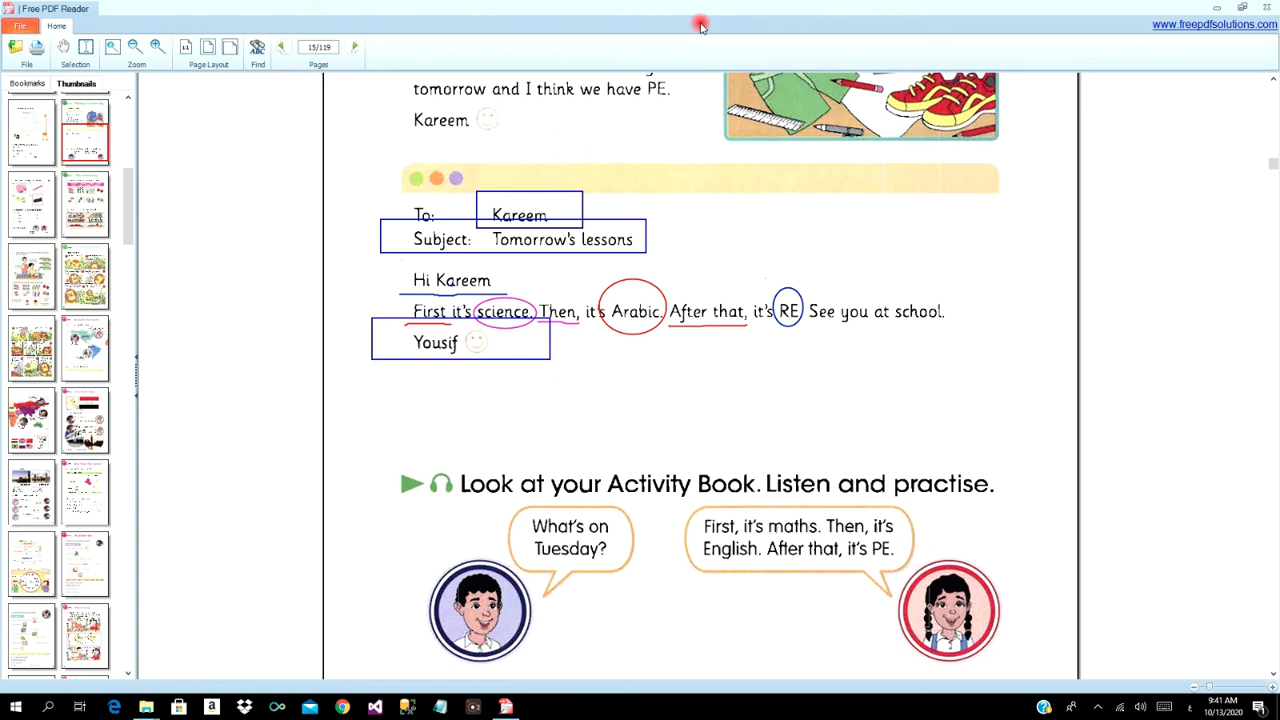 Free PDF Reader
File
Home
www.freepdfsolutions.com
15/119
File
Selection
Zoom
Page Layout
Find
Pages
Bookmarks
Thumbnails
tomorrow and I think we have PE.
Kareem
To: Kareem
Subject: Tomorrow's lessons
Hi Kareem
First it's science. Then, it's Arabic. After that, it's RE See you at school.
Yousif
Look at your Activity Book. Listen and practise.
What's on
Tuesday?
First, it's maths. Then, it's
English. After that, it's PE.
9:41 AM
10/13/2020